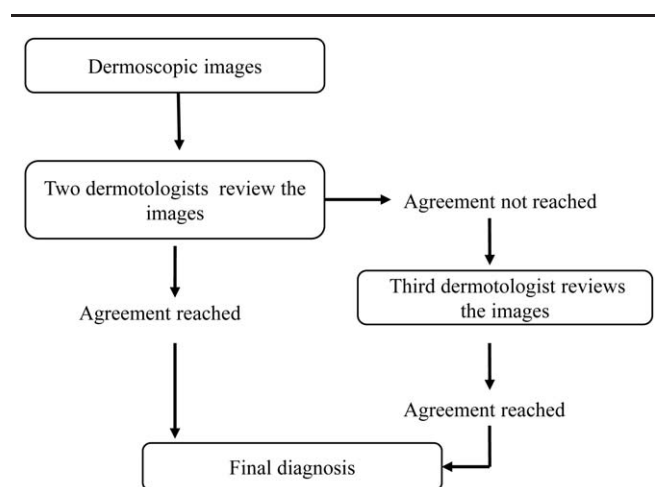 Dermoscopic images
Two dermotologists review the
images
Agreement not reached
Agreement reached
Third dermotologist reviews
the images
Agreement reached
Final diagnosis